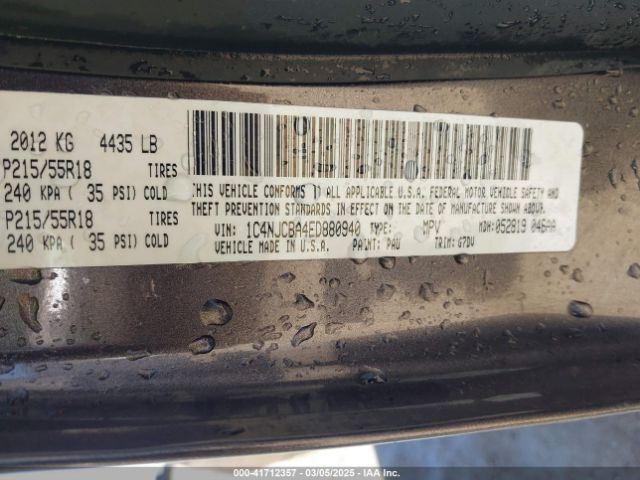 2012 KG 4435 LB
P215/55R18 TIRES
240 KPA ( 35 PSI) COLD
P215/55R18 TIRES
240 KPA ( 35 PSI) COLD
THIS VEHICLE CONFORMS TO ALL APPLICABLE U.S.A. FEDERAL MOTOR VEHICLE SAFETY AND
THEFT PREVENTION STANDARDS IN EFFECT ON THE DATE OF MANUFACTURE SHOWN ABOVE.
VIN: 1C4NJCBA4ED880940 TYPE: MPV MDH:052819 046AA
VEHICLE MADE IN U.S.A. PAINT: PAU TRIM: G7DV
000-41712357 - 03/05/2025 - IAA Inc.